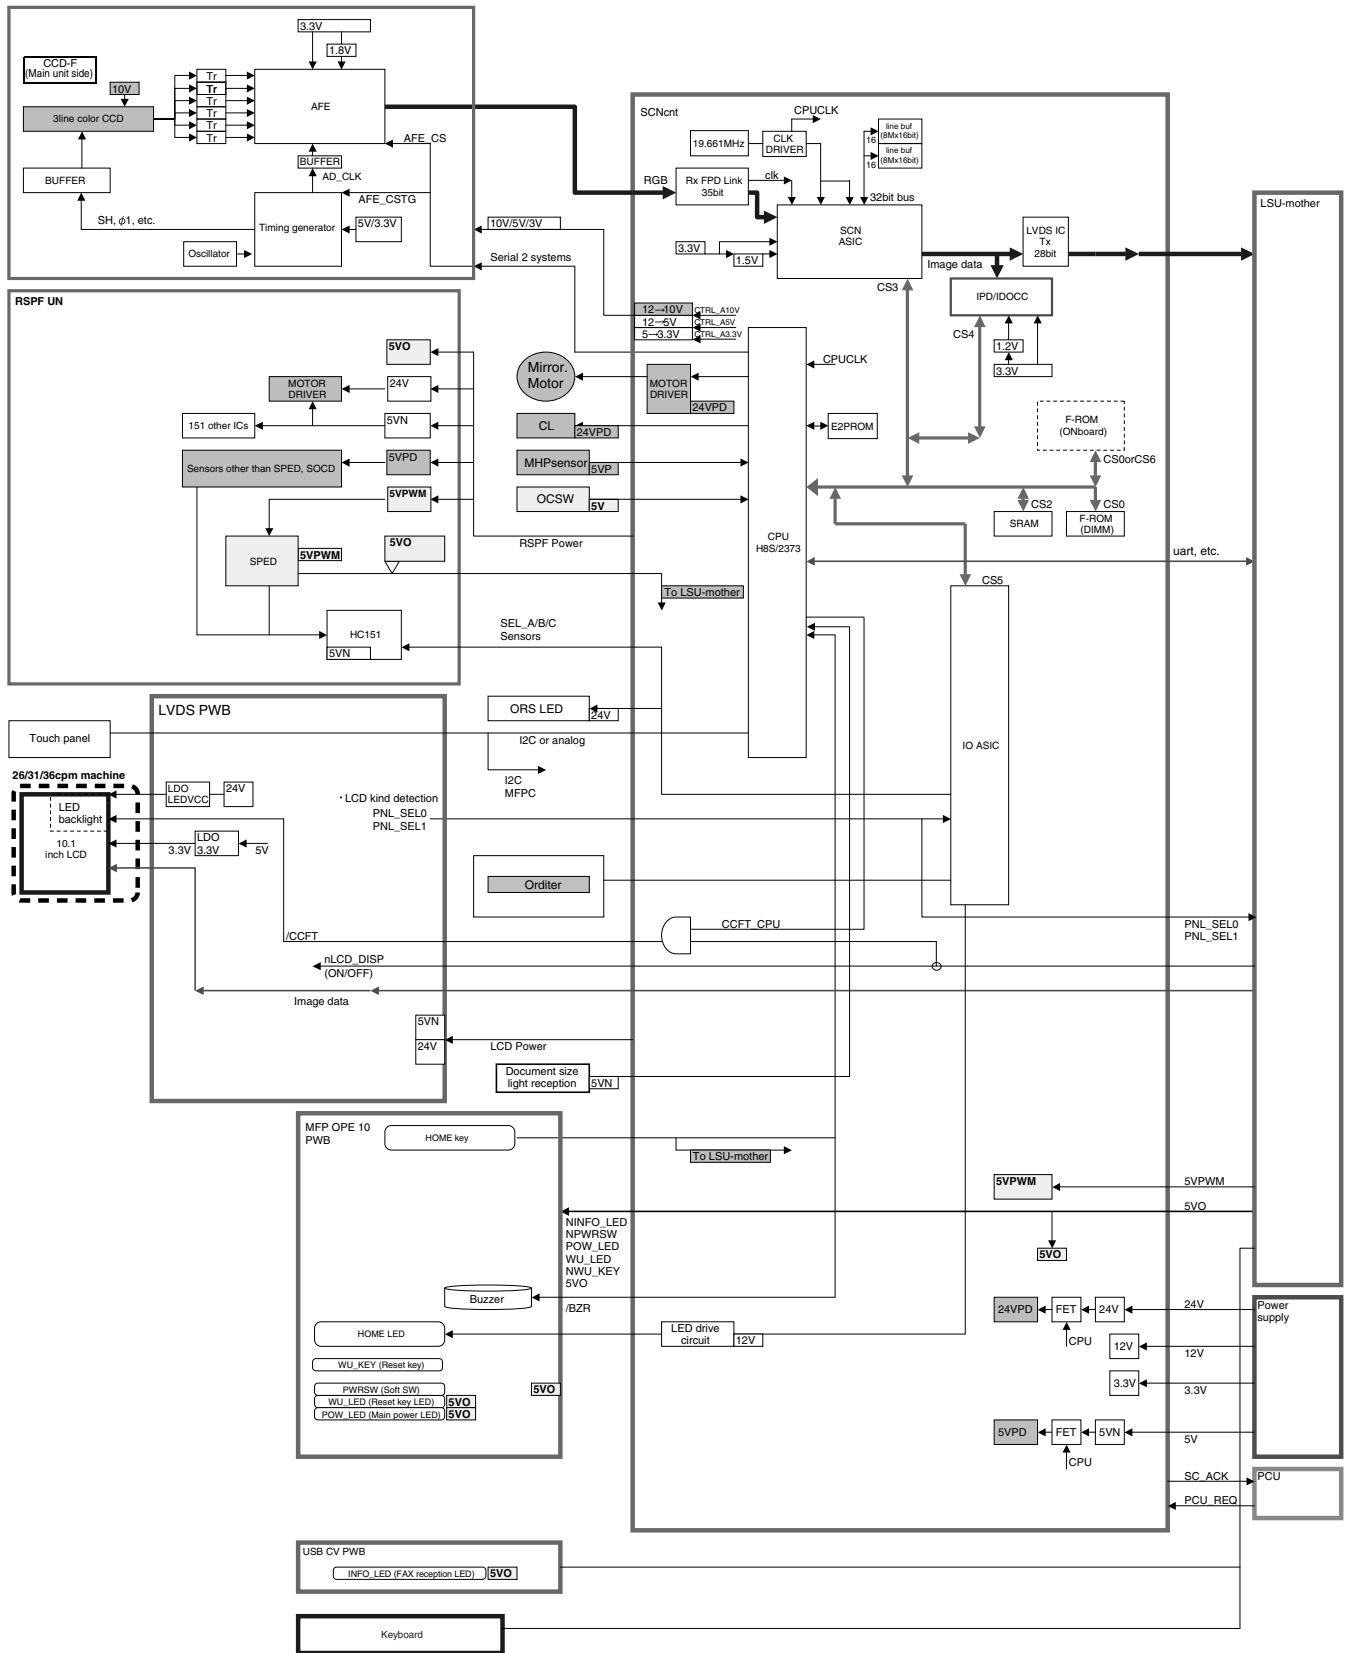 CCD-F
(Main unit side)
3.3V
1.8V
10V
3line color CCD
Tr
Tr
Tr
Tr
Tr
Tr
AFE
AFE_CS
BUFFER
AD_CLK
BUFFER
AFE_CSTG
SH, ϕ1, etc.
Timing generator
5V/3.3V
Oscillator
10V/5V/3V
Serial 2 systems
SCNcnt
CPUCLK
19.661MHz
CLK
DRIVER
line buf
(8Mx16bit)
16
line buf
(8Mx16bit)
16
RGB
Rx FPD Link
35bit
clk
32bit bus
SCN
ASIC
3.3V
1.5V
LVDS IC
Tx
28bit
Image data
CS3
IPD/IDOCC
CS4
1.2V
3.3V
LSU-mother
12→10V
CTRL_A10V
12→5V
CTRL_A5V
5→3.3V
CTRL_A3.3V
RSPF UN
5VO
MOTOR
DRIVER
24V
151 other ICs
5VN
Sensors other than SPED, SOCD
5VPD
5VPWM
SPED
5VPWM
5VO
HC151
5VN
Mirror.
Motor
MOTOR
DRIVER
24VPD
CL
24VPD
MHPsensor
5VP
OCSW
5V
RSPF Power
To LSU-mother
SEL_A/B/C
Sensors
CPUCLK
E2PROM
F-ROM
(ONboard)
CS0orCS6
CS2
CS0
SRAM
F-ROM
(DIMM)
CPU
H8S/2373
uart, etc.
CS5
IO ASIC
LVDS PWB
Touch panel
ORS LED
24V
I2C or analog
I2C
MFPC
26/31/36cpm machine
LED
backlight
10.1
inch LCD
LDO
LEDVCC
24V
LDO
3.3V
3.3V
5V
・LCD kind detection
PNL_SEL0
PNL_SEL1
Orditer
/CCFT
CCFT_CPU
PNL_SEL0
PNL_SEL1
nLCD_DISP
(ON/OFF)
Image data
5VN
24V
LCD Power
Document size
light reception
5VN
MFP OPE 10
PWB
HOME key
To LSU-mother
5VPWM
5VPWM
5VO
5VO
NINFO_LED
NPWRSW
POW_LED
WU_LED
NWU_KEY
5VO
Buzzer
/BZR
HOME LED
LED drive
circuit
12V
WU_KEY (Reset key)
PWRSW (Soft SW)
5VO
WU_LED (Reset key LED)
5VO
POW_LED (Main power LED)
5VO
24VPD
FET
24V
24V
CPU
Power
supply
12V
12V
3.3V
3.3V
5VPD
FET
5VN
5V
CPU
SC_ACK
PCU
PCU_REQ
USB CV PWB
INFO_LED (FAX reception LED)
5VO
Keyboard